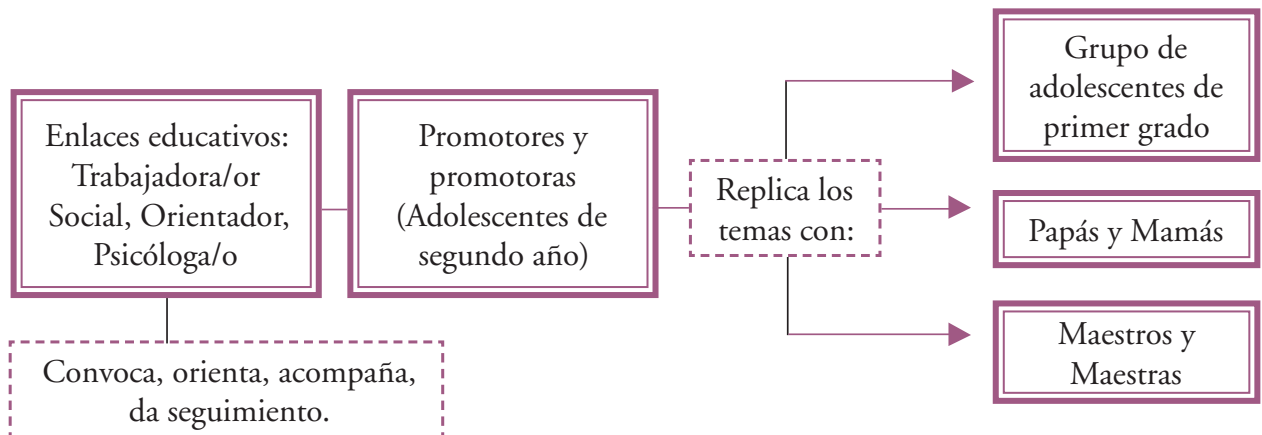 Enlaces educativos:
Trabajadora/or
Social, Orientador,
Psicóloga/o
Convoca, orienta, acompaña,
da seguimiento.
Promotores y
promotoras
(Adolescentes de
segundo año)
Replica los
temas con:
Grupo de
adolescentes de
primer grado
Papás y Mamás
Maestros y
Maestras